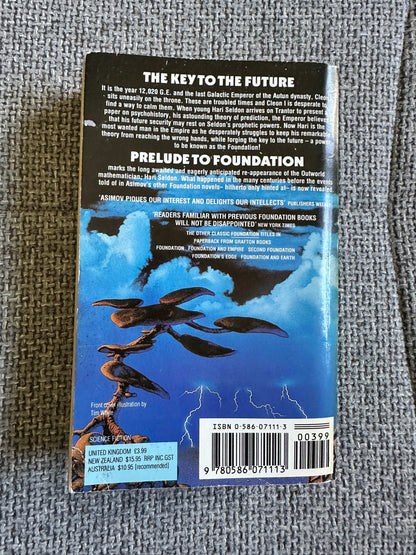 THE KEY TO THE FUTURE
It is the year 12,020 G.E. and the last Galactic Emperor of the Autun dynasty, Cleon
sits uneasily on the throne. These are troubled times and Cleon I is desperate to
find a way to calm them. When young Hari Seldon arrives on Trantor to present
paper on psychohistory, his astounding theory of prediction, the Emperor believes
that his future security may rest on Seldon's prophetic powers. Now Hari is the
most wanted man in the Empire as he desperately struggles to keep his remarkable
theory from reaching the wrong hands, while forging the key to the future – a power
to be known as the Foundation!
PRELUDE TO FOUNDATION
marks the long awaited and eagerly anticipated re-appearance of the Outworld
mathematician; Hari Seldon. What happened in the many centuries before the events
told of in Asimov's other Foundation novels– hitherto only hinted at– is now revealed.
'ASIMOV PIQUES OUR INTEREST AND DELIGHTS OUR INTELLECTS' PUBLISHERS WEEKLY
'READERS FAMILIAR WITH PREVIOUS FOUNDATION BOOKS
WILL NOT BE DISAPPOINTED' NEW YORK TIMES
THE OTHER CLASSIC FOUNDATION TITLES IN
PAPERBACK FROM GRAFTON BOOKS
FOUNDATION FOUNDATION AND EMPIRE SECOND FOUNDATION
FOUNDATION'S EDGE FOUNDATION AND EARTH
Front cover illustration by
Tim White
SCIENCE FICTION
UNITED KINGDOM £3.99
NEW ZEALAND $15.95 RRP INC.GST
AUSTRALIA $10.95 [recommended]
ISBN 0-586-07111-3
00399
9 780586 071113